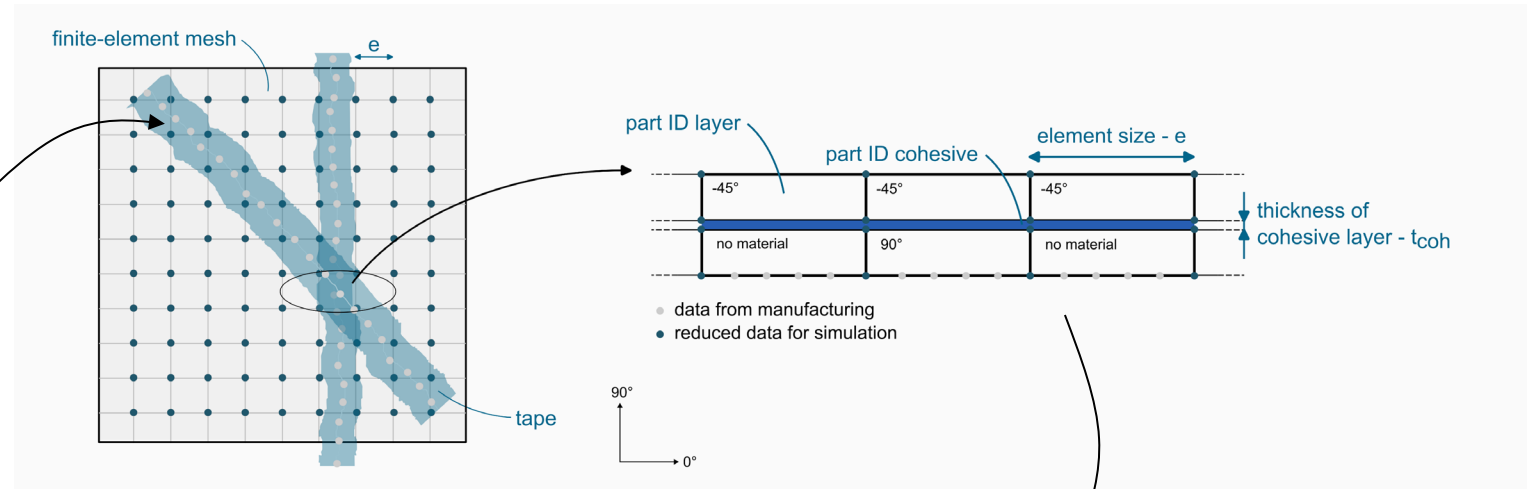 finite-element mesh
e
tape
part ID layer
part ID cohesive
element size - e
-45°
-45°
-45°
no material
90°
no material
thickness of
cohesive layer - tcoh
data from manufacturing
reduced data for simulation
90°
0°